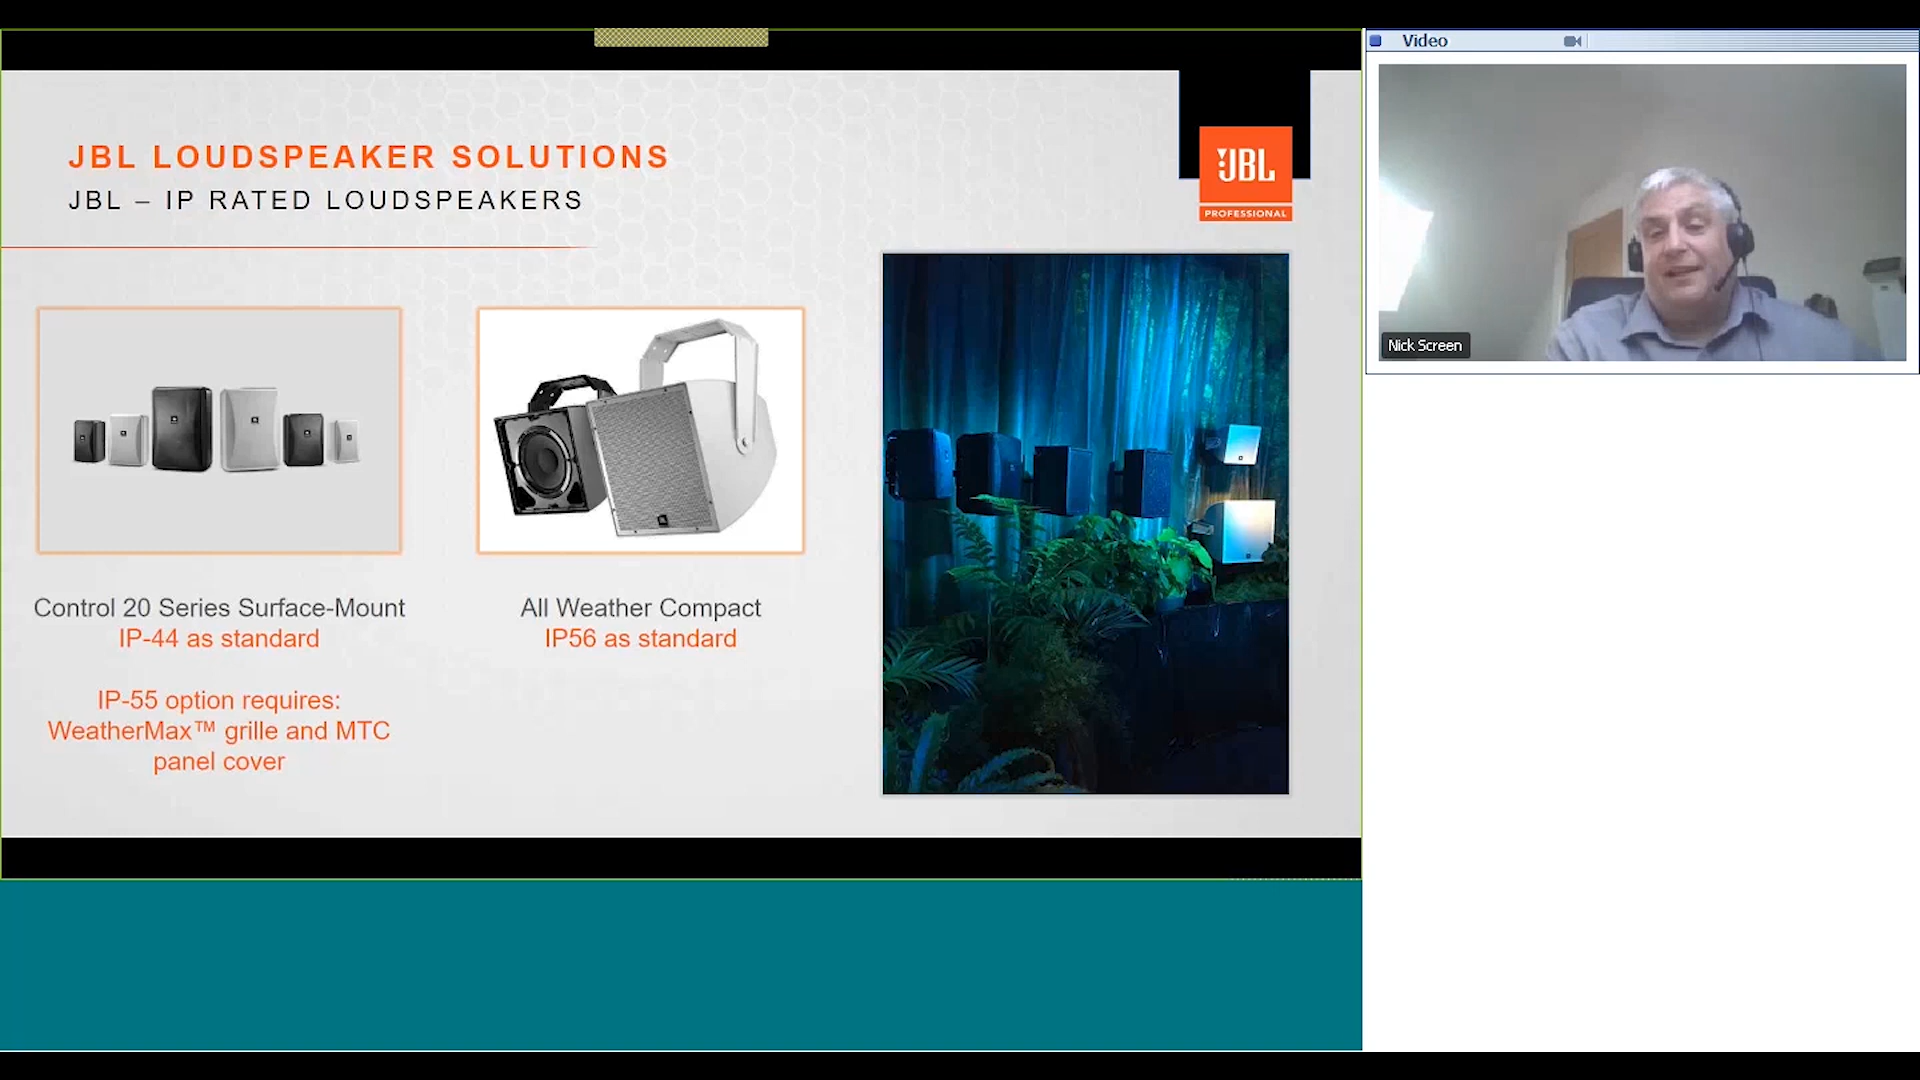 JBL LOUDSPEAKER SOLUTIONS
JBL – IP RATED LOUDSPEAKERS
JBL
PROFESSIONAL
Control 20 Series Surface-Mount
IP-44 as standard
IP-55 option requires:
WeatherMax™ grille and MTC
panel cover
All Weather Compact
IP56 as standard
Video
Nick Screen